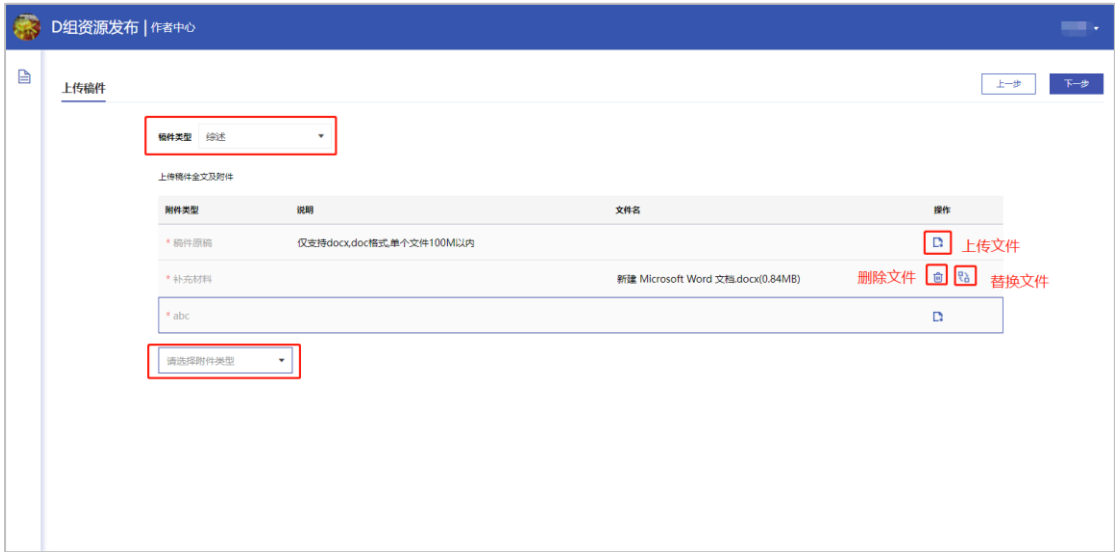 D组资源发布 | 作者中心
上传稿件
上一步 下一步
稿件类型 综述
上传稿件全文及附件
附件类型 说明 文件名 操作
* 稿件原稿 仅支持docx,doc格式,单个文件100M以内 上传文件
* 补充材料 新建 Microsoft Word 文档.docx(0.84MB) 删除文件 替换文件
* abc
请选择附件类型